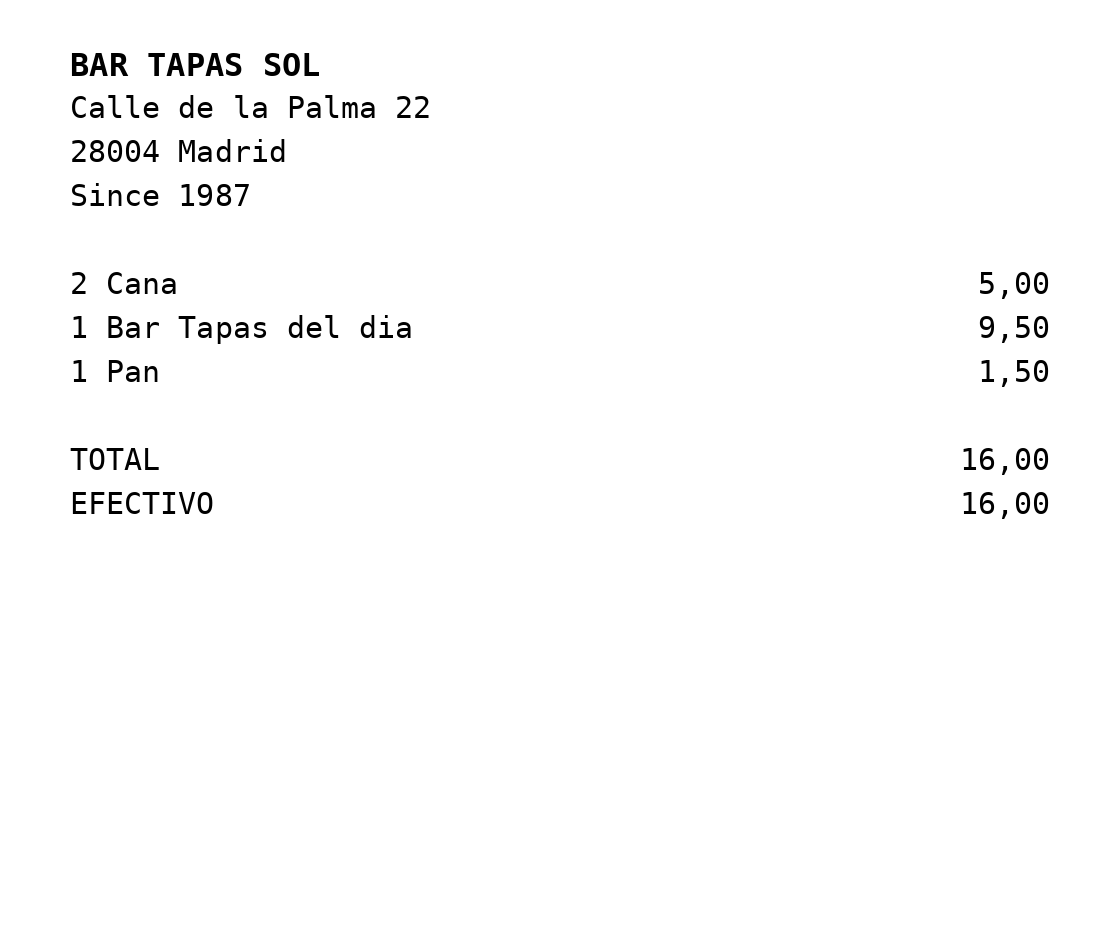 BAR TAPAS SOL
Calle de la Palma 22
28004 Madrid
Since 1987
2 Cana 5,00
1 Bar Tapas del dia 9,50
1 Pan 1,50
TOTAL 16,00
EFECTIVO 16,00